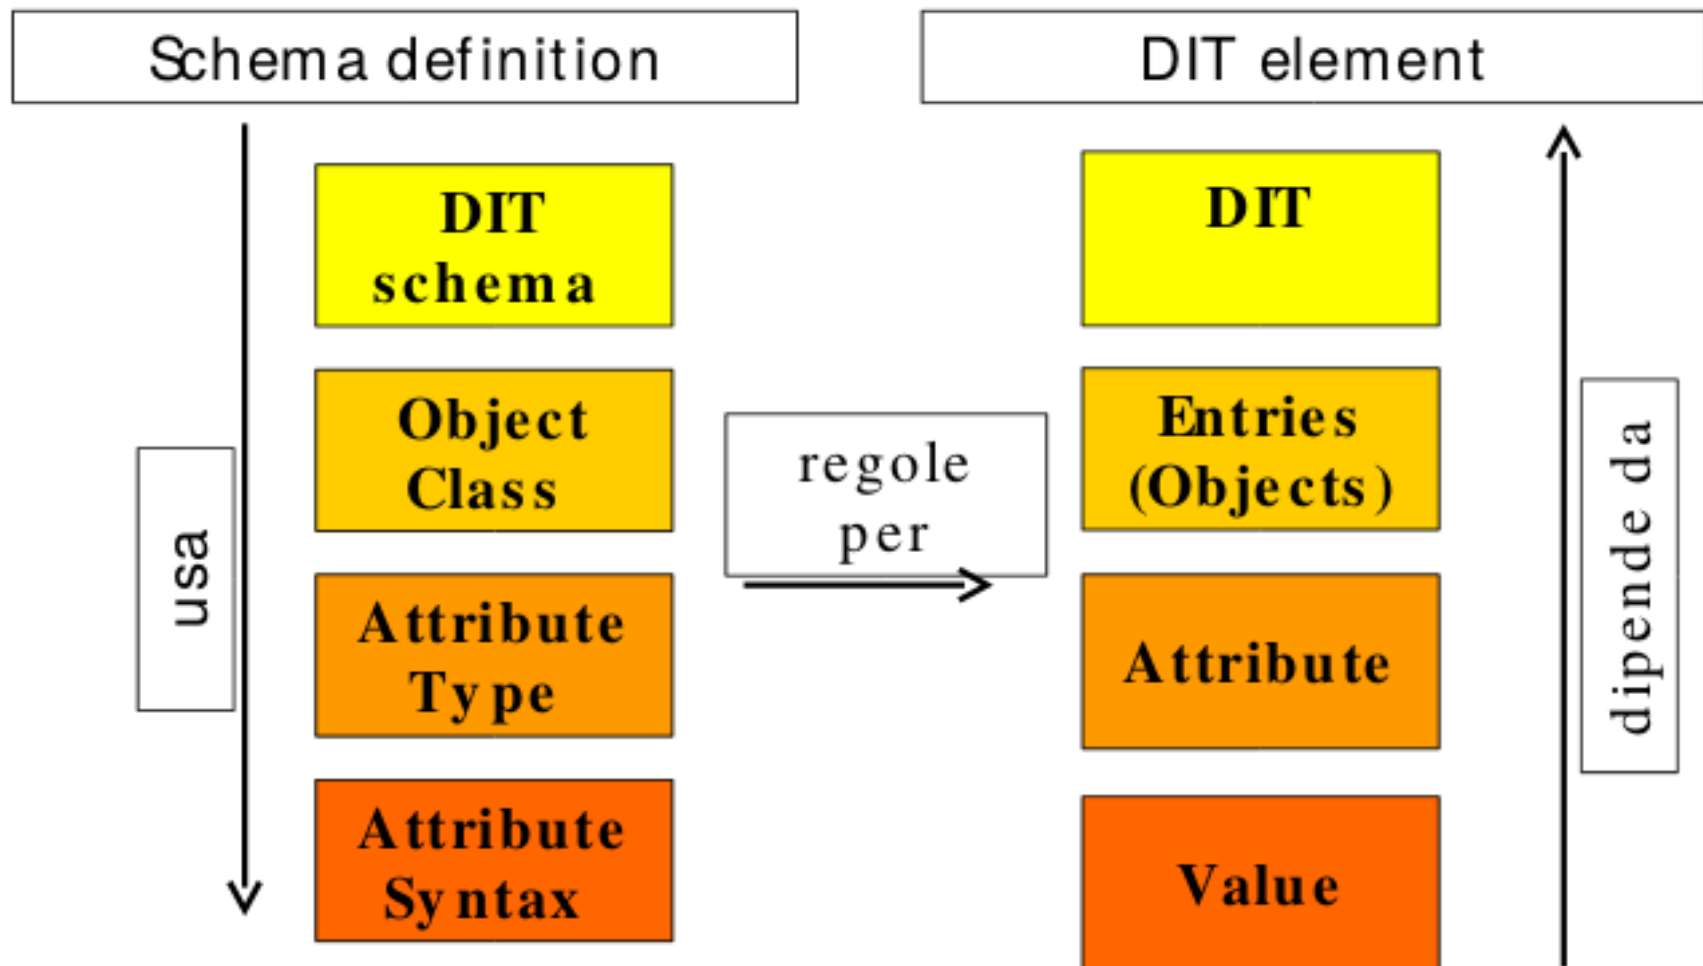 Schema definition
DIT element
DIT
schema
DIT
Object
Class
Entries
(Objects)
regole
per
usa
dipende da
Attribute
Type
Attribute
Attribute
Syntax
Value